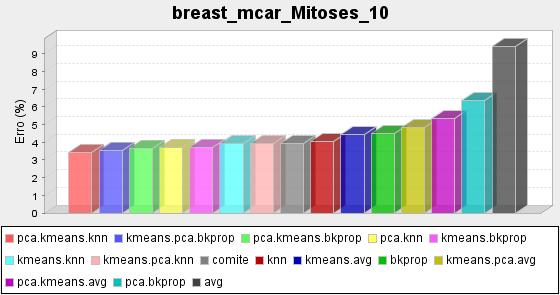 breast_mcar_Mitoses_10
Erro (%)
9
8
7
6
5
4
3
2
1
0
pca.kmeans.knn kmeans.pca.bkprop pca.kmeans.bkprop pca.knn kmeans.bkprop
kmeans.knn kmeans.pca.knn comite knn kmeans.avg bkprop kmeans.pca.avg
pca.kmeans.avg pca.bkprop avg